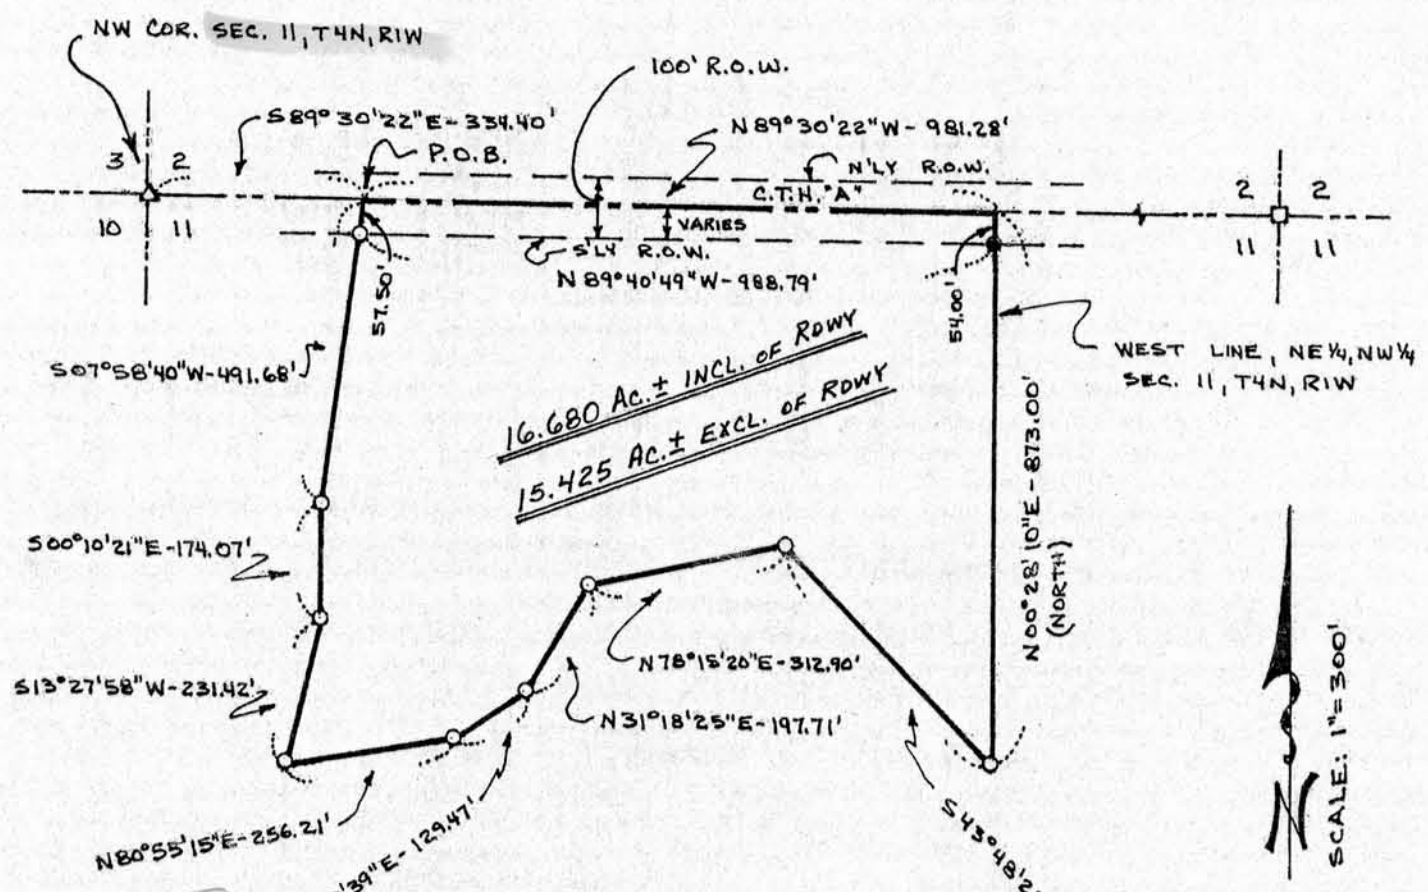 NW COR. SEC. 11, T4N, R1W
100' R.O.W.
S89°30'22"E-334.40'
N89°30'22"W-981.28'
P.O.B.
N'LY R.O.W.
C.T.H. "A"
3 2
10 11
2 2
11 11
VARIES
S'LY R.O.W.
N89°40'49"W-988.79'
57.50'
54.00'
WEST LINE, NE¼, NW¼
SEC. 11, T4N, R1W
S07°58'40"W-491.68'
16.680 Ac.± INCL. OF RDWY
15.425 Ac.± EXCL. OF RDWY
N00°28'10"E-873.00'
(NORTH)
S00°10'21"E-174.07'
N78°15'20"E-312.90'
S13°27'58"W-231.42'
N31°18'25"E-197.71'
N
SCALE: 1"=300'
N80°55'15"E-256.21'
'39"E-129.47'
S43°48'2